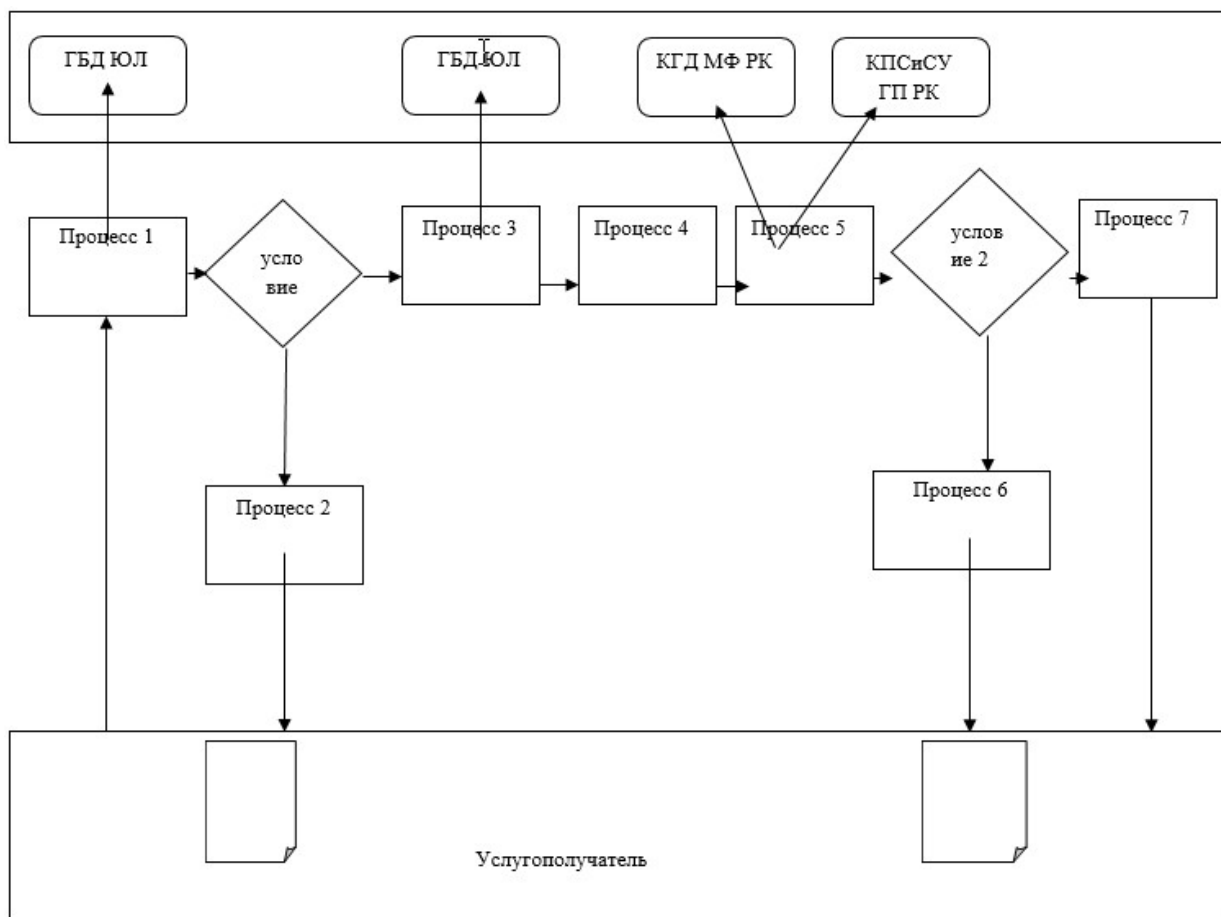 ГБД ЮЛ
ГБД ЮЛ
КГД МФ РК
КПСиСУ
ГП РК
Процесс 1
усло
вие
Процесс 3
Процесс 4
Процесс 5
услов
ие 2
Процесс 7
Процесс 2
Процесс 6
Услугополучатель